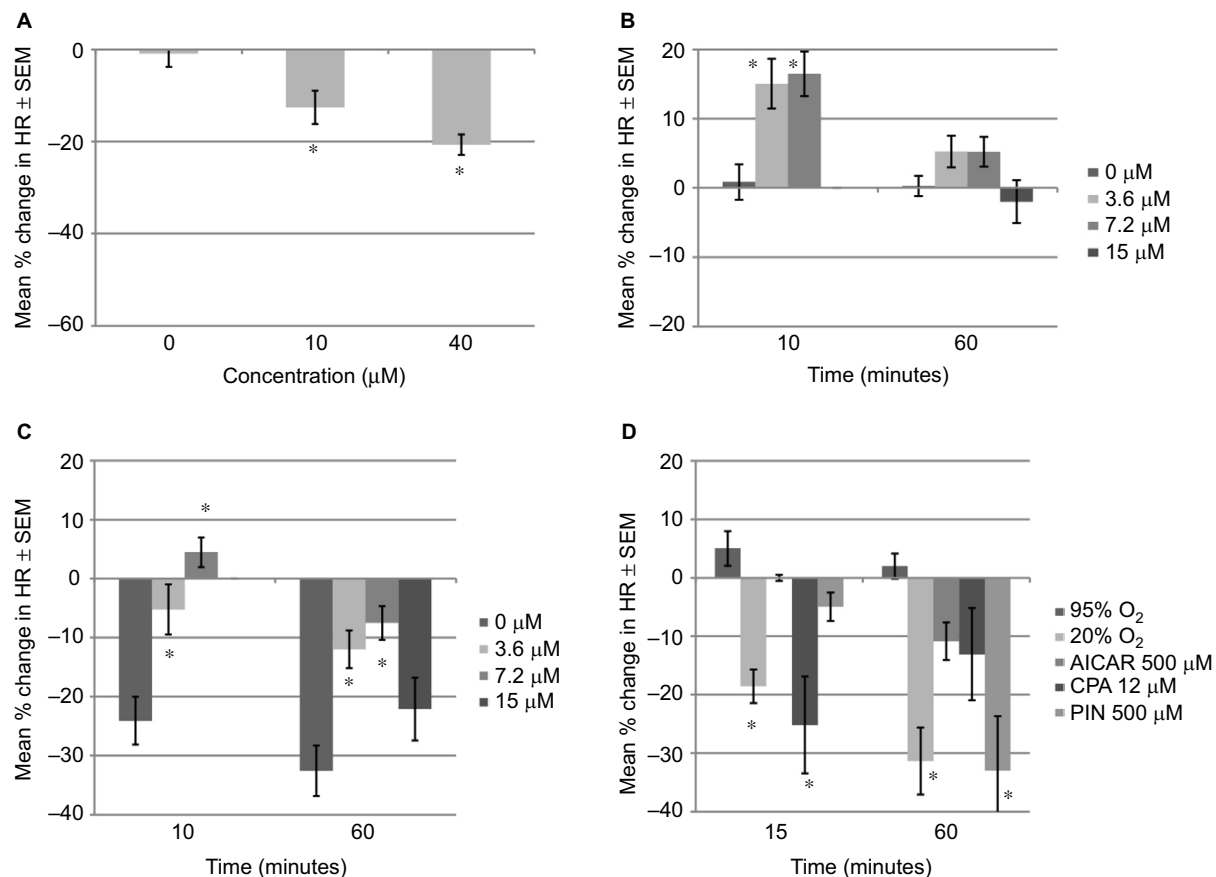 A
Mean % change in HR ± SEM
0
–20
–40
–60
*
*
0 10 40
Concentration (μM)
B
Mean % change in HR ± SEM
20
10
0
–10
–20
* *
10 60
Time (minutes)
0 μM
3.6 μM
7.2 μM
15 μM
C
Mean % change in HR ± SEM
20
10
0
–10
–20
–30
–40
*
*
*
*
10 60
Time (minutes)
0 μM
3.6 μM
7.2 μM
15 μM
D
Mean % change in HR ± SEM
20
10
0
–10
–20
–30
–40
*
*
*
*
15 60
Time (minutes)
95% O₂
20% O₂
AICAR 500 μM
CPA 12 μM
PIN 500 μM